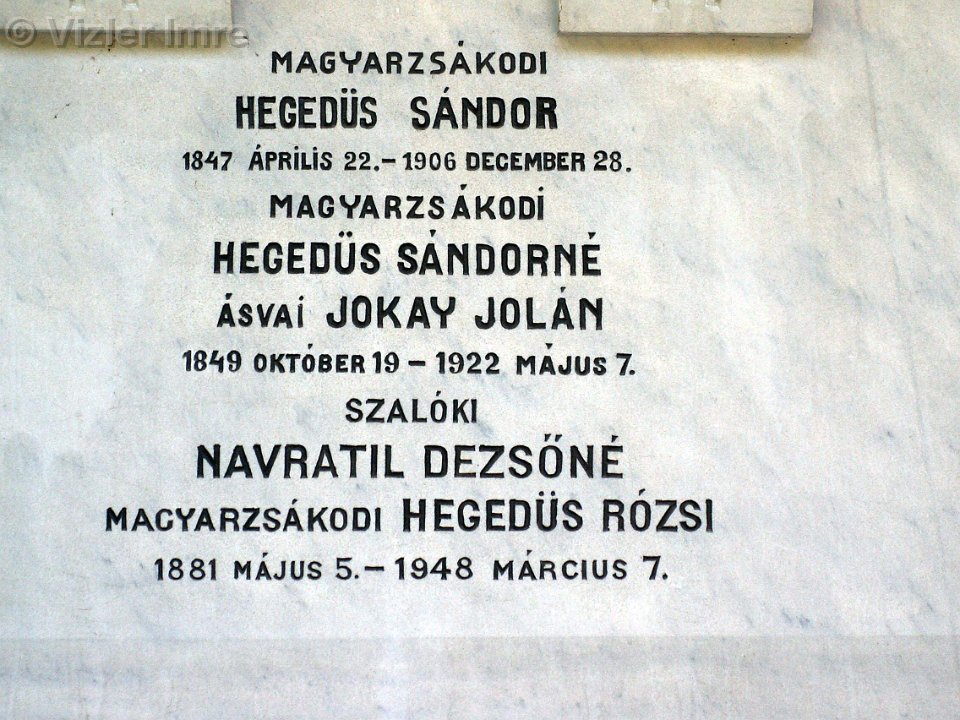 © Vizler Imre
MAGYARZSÁKODI
HEGEDÜS SÁNDOR
1847 ÁPRILIS 22.-1906 DECEMBER 28.
MAGYARZSÁKODI
HEGEDÜS SÁNDORNÉ
ÁSVAI JOKAY JOLÁN
1849 OKTÓBER 19-1922 MÁJUS 7.
SZALÓKI
NAVRATIL DEZSŐNÉ
MAGYARZSÁKODI HEGEDÜS RÓZSI
1881 MÁJUS 5.-1948 MÁRCIUS 7.